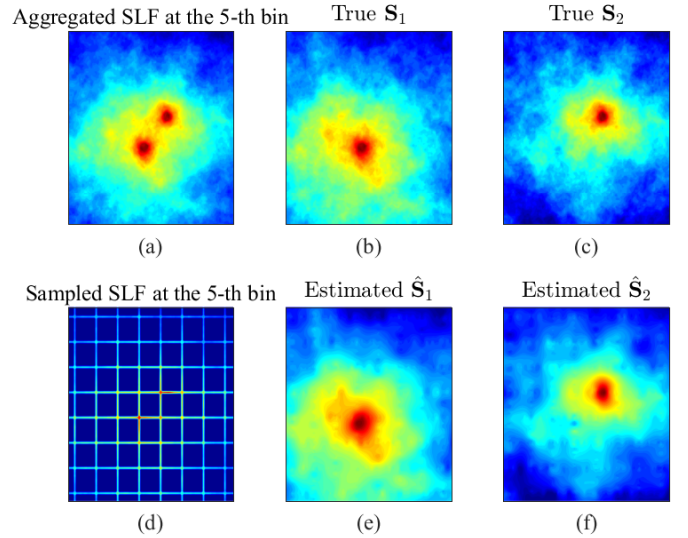 Aggregated SLF at the 5-th bin
True S₁
True S₂
(a)
(b)
(c)
Sampled SLF at the 5-th bin
Estimated Ŝ₁
Estimated Ŝ₂
(d)
(e)
(f)